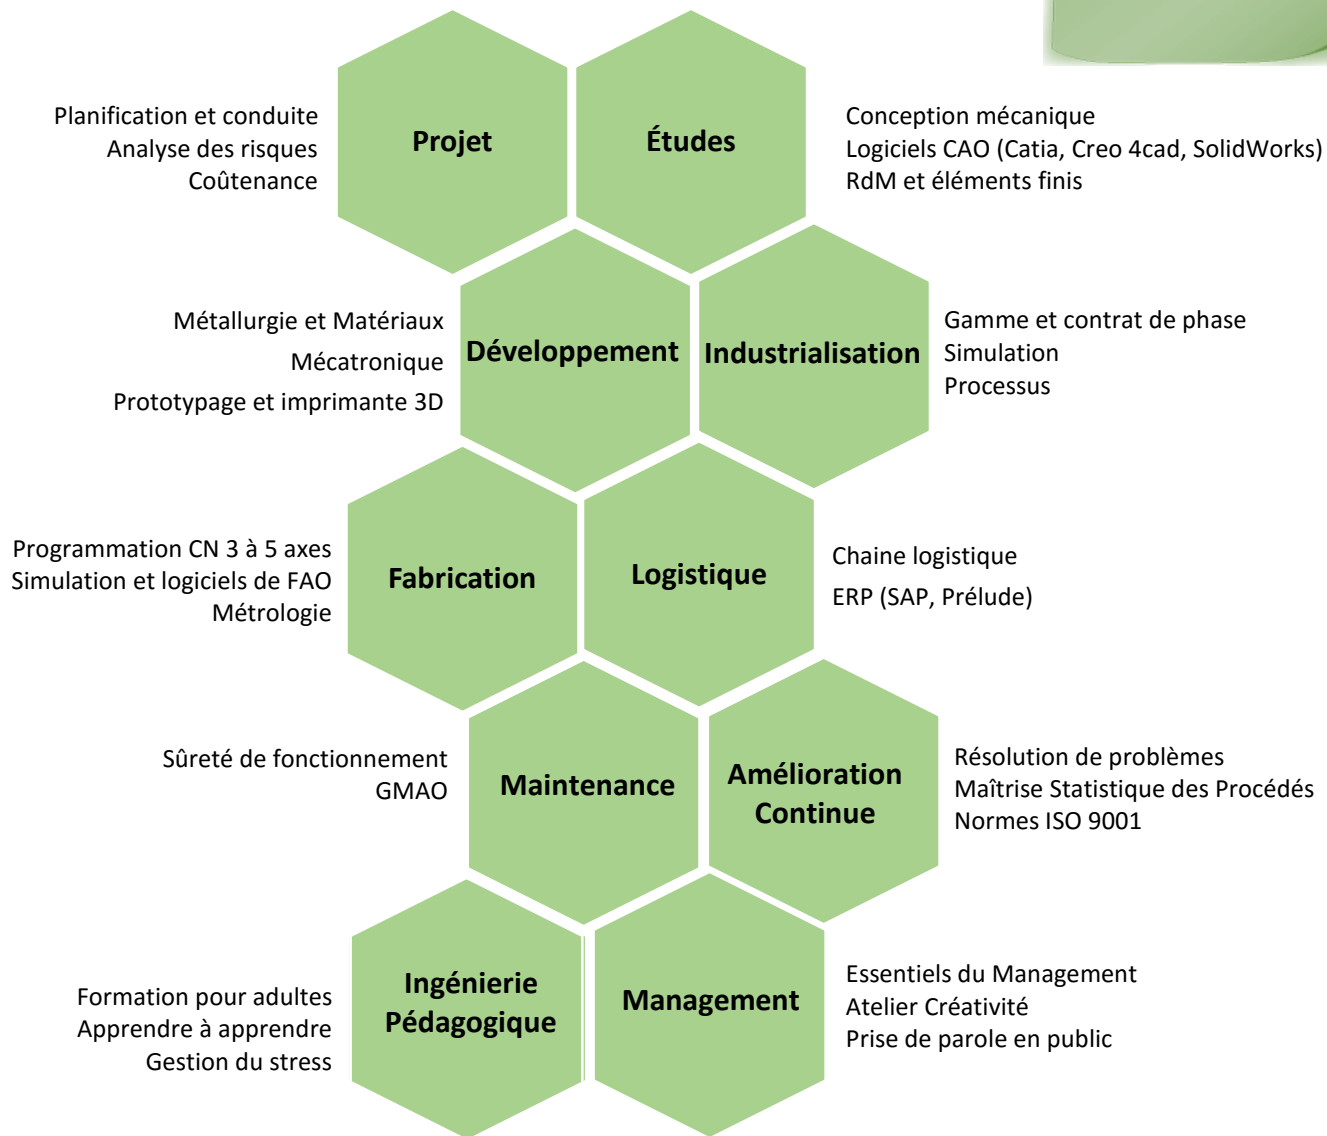 Planification et conduite
Analyse des risques
Coûtenance
Projet
Études
Conception mécanique
Logiciels CAO (Catia, Creo 4cad, SolidWorks)
RdM et éléments finis
Métallurgie et Matériaux
Mécatronique
Prototypage et imprimante 3D
Développement
Industrialisation
Gamme et contrat de phase
Simulation
Processus
Programmation CN 3 à 5 axes
Simulation et logiciels de FAO
Métrologie
Fabrication
Logistique
Chaine logistique
ERP (SAP, Prélude)
Sûreté de fonctionnement
GMAO
Maintenance
Amélioration
Continue
Résolution de problèmes
Maîtrise Statistique des Procédés
Normes ISO 9001
Formation pour adultes
Apprendre à apprendre
Gestion du stress
Ingénierie
Pédagogique
Management
Essentiels du Management
Atelier Créativité
Prise de parole en public